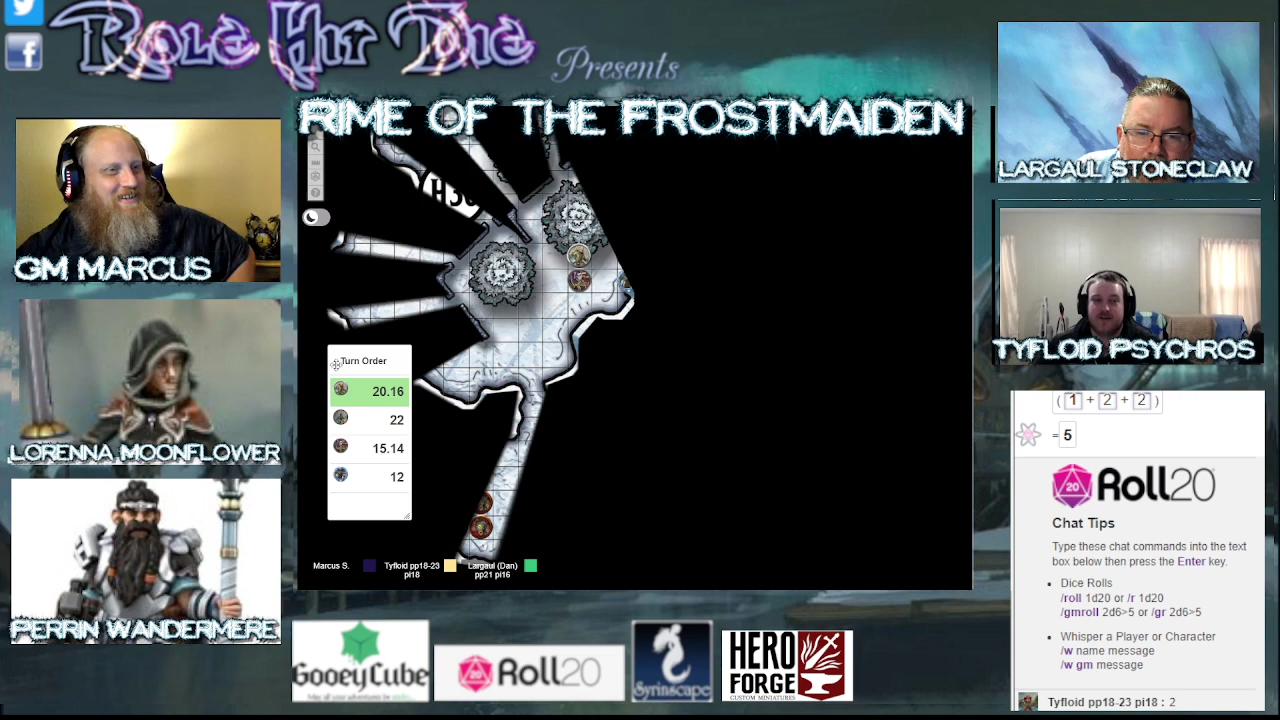 Role Hit Die
Presents
RIME OF THE FROSTMAIDEN
GM MARCUS
LORENNA MOONFLOWER
PERRIN WANDERMERE
LARGAUL STONECLAW
TYFLOID PSYCHROS
Turn Order
20.16
22
15.14
12
Marcus S.
Tyfloid pp18-23
pi18
Largaul (Dan)
pp21 pi16
( 1 + 2 + 2 )
= 5
20 Roll20
Chat Tips
Type these chat commands into the text
box below then press the Enter key.
• Dice Rolls
/roll 1d20 or /r 1d20
/gmroll 2d6>5 or /gr 2d6>5
• Whisper a Player or Character
/w name message
/w gm message
Tyfloid pp18-23 pi18 : 2
GooeyCube
20 Roll20
Syrinscape
HERO
FORGE
CUSTOM MINIATURES